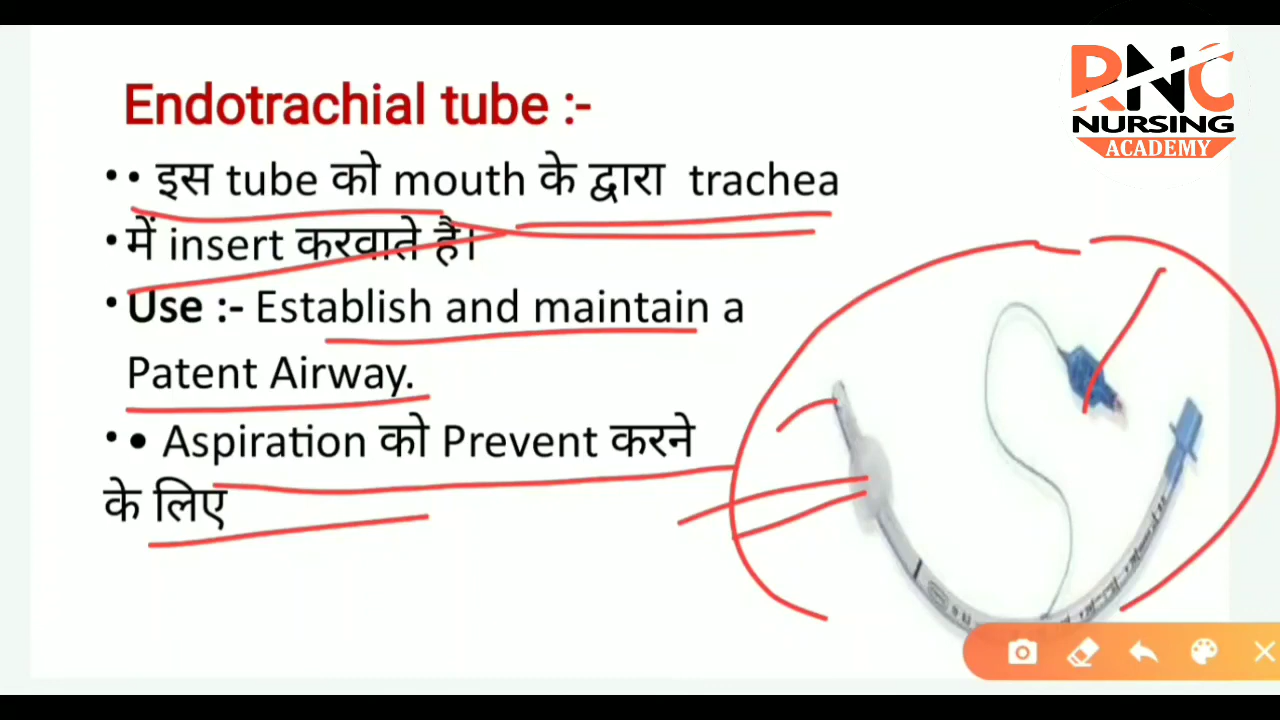 RNC
NURSING
ACADEMY
Endotrachial tube :-
• • इस tube को mouth के द्वारा trachea
• में insert करवाते है।
• Use :- Establish and maintain a
Patent Airway.
• • Aspiration को Prevent करने
के लिए